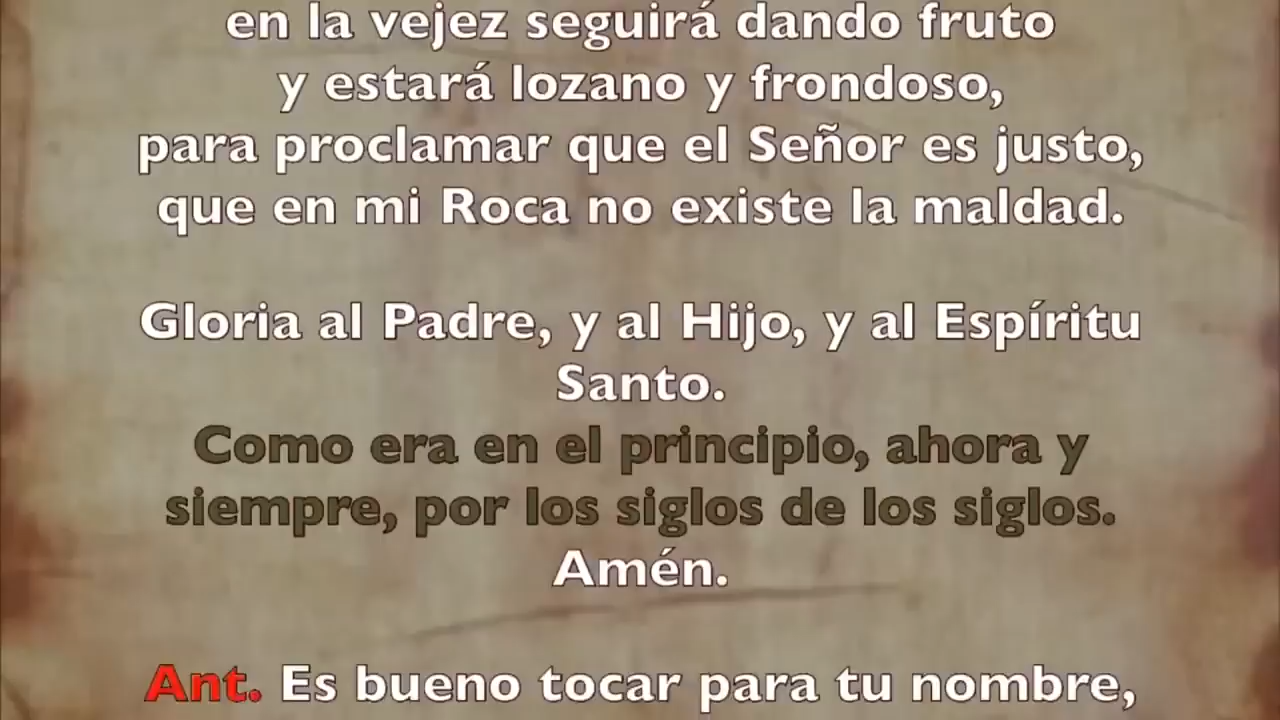 en la vejez seguirá dando fruto
y estará lozano y frondoso,
para proclamar que el Señor es justo,
que en mi Roca no existe la maldad.
Gloria al Padre, y al Hijo, y al Espíritu
Santo.
Como era en el principio, ahora y
siempre, por los siglos de los siglos.
Amén.
Ant. Es bueno tocar para tu nombre,